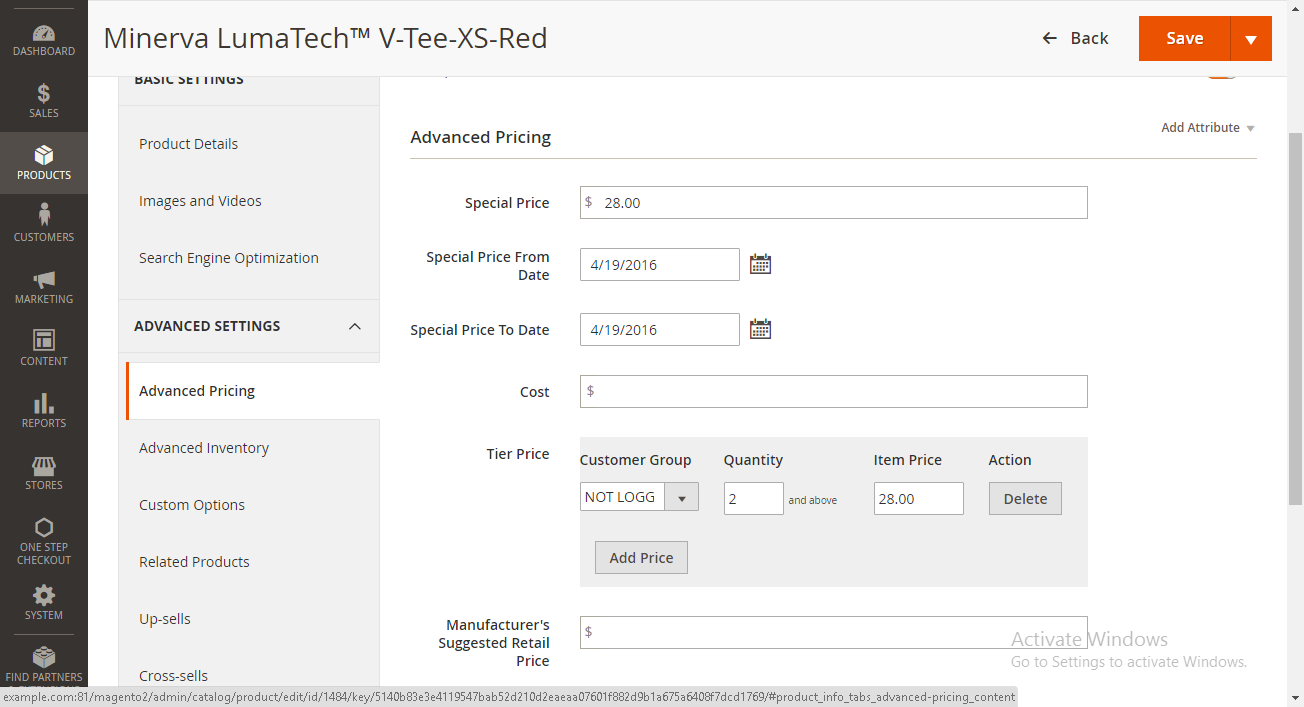 Minerva LumaTech™ V-Tee-XS-Red
Back
Save
DASHBOARD
SALES
PRODUCTS
CUSTOMERS
MARKETING
CONTENT
REPORTS
STORES
ONE STEP
CHECKOUT
SYSTEM
FIND PARTNERS
BASIC SETTINGS
Product Details
Images and Videos
Search Engine Optimization
ADVANCED SETTINGS
Advanced Pricing
Advanced Inventory
Custom Options
Related Products
Up-sells
Cross-sells
Advanced Pricing
Add Attribute
Special Price
$ 28.00
Special Price From
Date
4/19/2016
Special Price To Date
4/19/2016
Cost
$
Tier Price
Customer Group Quantity Item Price Action
NOT LOGG 2 and above 28.00 Delete
Add Price
Manufacturer's
Suggested Retail
Price
$
Activate Windows
Go to Settings to activate Windows.
example.com:81/magento2/admin/catalog/product/edit/id/1484/key/5140b83e3e4119547bab52d210d2eaeaa07601f882d9b1a675a6408f7dcd1769/#product_info_tabs_advanced-pricing_content